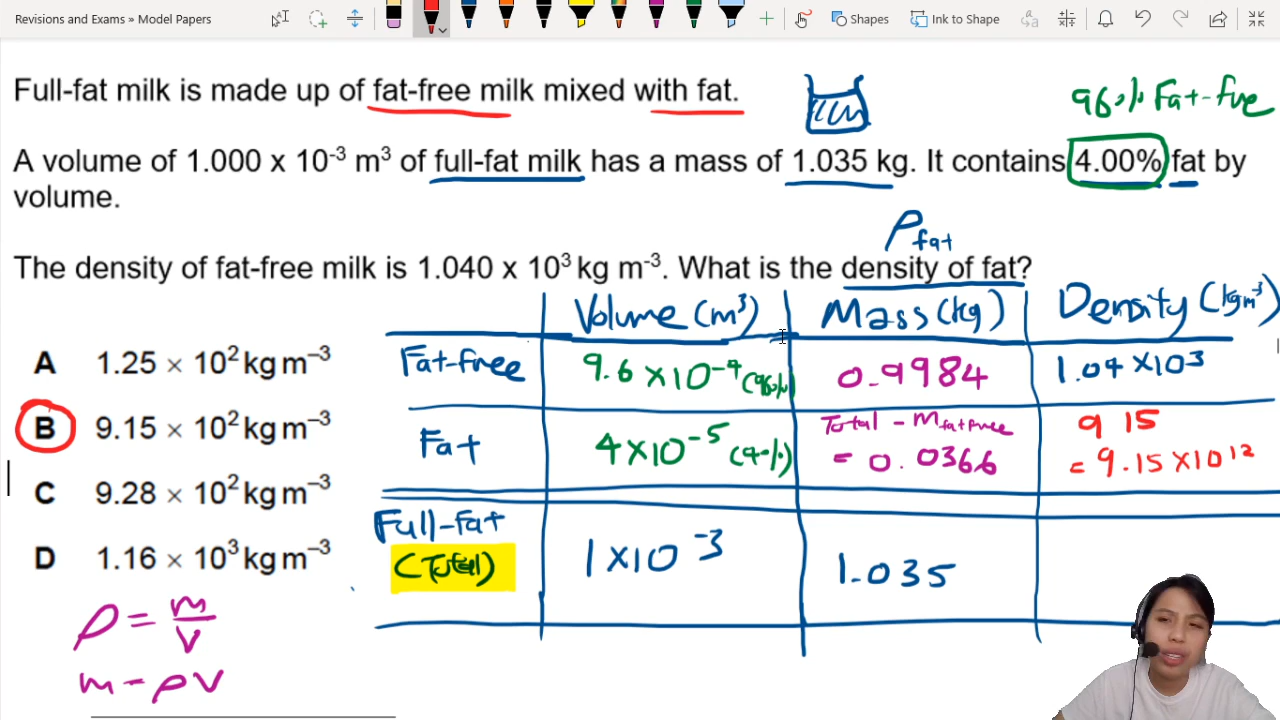 Revisions and Exams » Model Papers
Shapes
Ink to Shape
Full-fat milk is made up of fat-free milk mixed with fat.
96% Fat-free
A volume of 1.000 x 10⁻³ m³ of full-fat milk has a mass of 1.035 kg. It contains 4.00% fat by
volume.
ρfat
The density of fat-free milk is 1.040 x 10³ kg m⁻³. What is the density of fat?
Volume (m³) Mass (kg) Density (kgm⁻³)
A 1.25 × 10² kg m⁻³
B 9.15 × 10² kg m⁻³
C 9.28 × 10² kg m⁻³
D 1.16 × 10³ kg m⁻³
Fat-free 9.6 × 10⁻⁴ (96%) 0.9984 1.04 × 10³
Fat 4 × 10⁻⁵ (4%) Total - mfatfree
= 0.0366
9 15
= 9.15 × 10¹²
Full-Fat
(Total) 1 × 10⁻³ 1.035
ρ = m/V
m = ρV